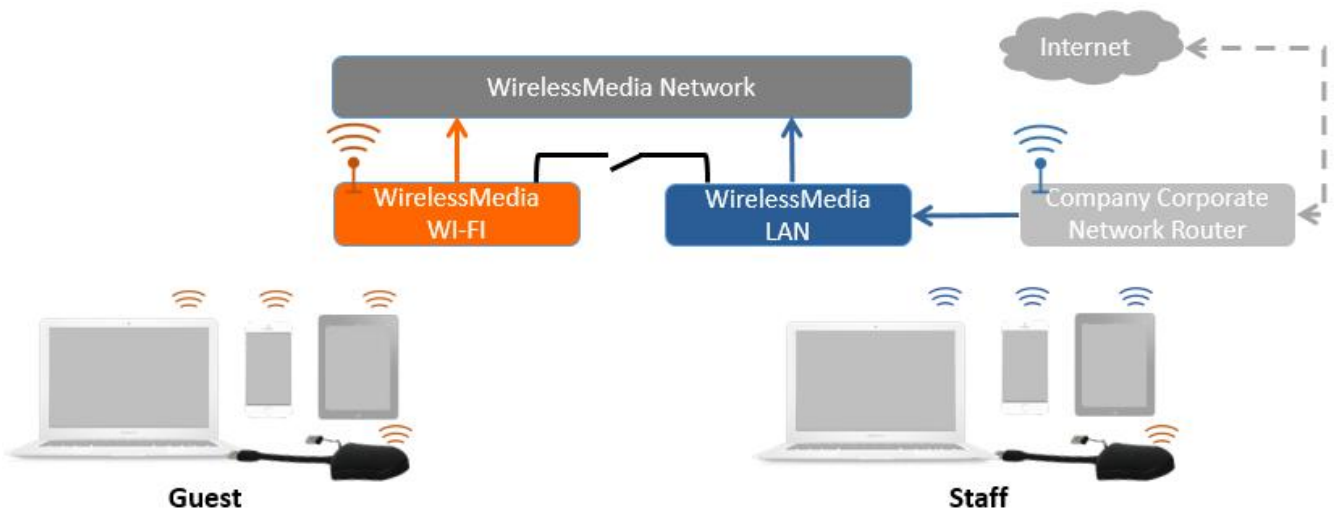 Internet
WirelessMedia Network
WirelessMedia
WI-FI
WirelessMedia
LAN
Company Corporate
Network Router
Guest
Staff